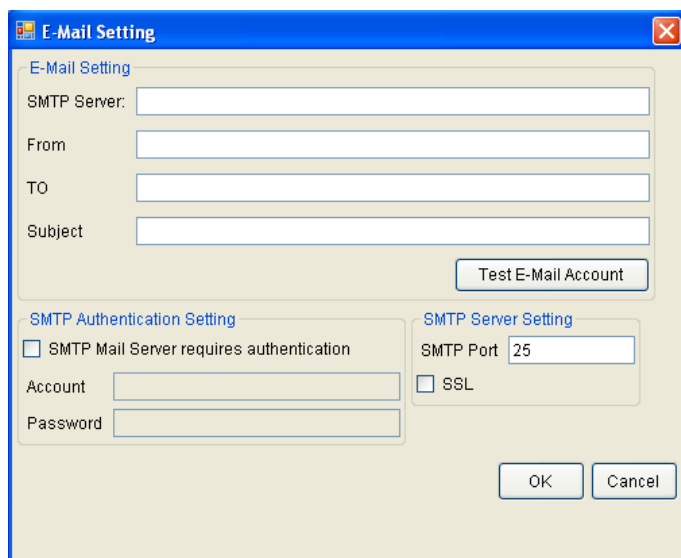 E-Mail Setting
E-Mail Setting
SMTP Server:
From
TO
Subject
Test E-Mail Account
SMTP Authentication Setting
SMTP Mail Server requires authentication
Account
Password
SMTP Server Setting
SMTP Port 25
SSL
OK Cancel